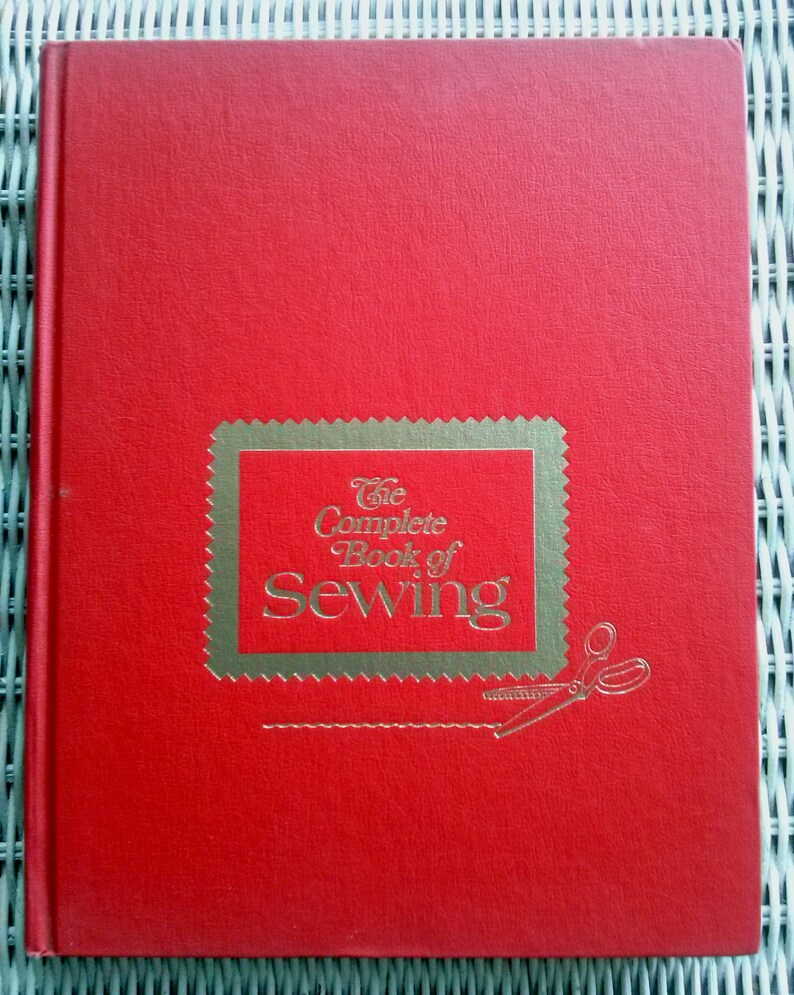 The
Complete
Book of
Sewing